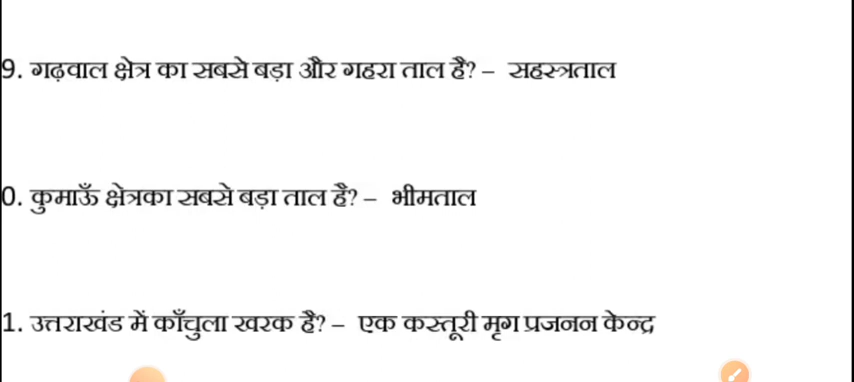 9. गढ़वाल क्षेत्र का सबसे बड़ा और गहरा ताल है? – सहस्त्रताल
0. कुमाऊँ क्षेत्रका सबसे बड़ा ताल है? – भीमताल
1. उत्तराखंड में काँचुला खरक है? – एक कस्तूरी मृग प्रजनन केन्द्र